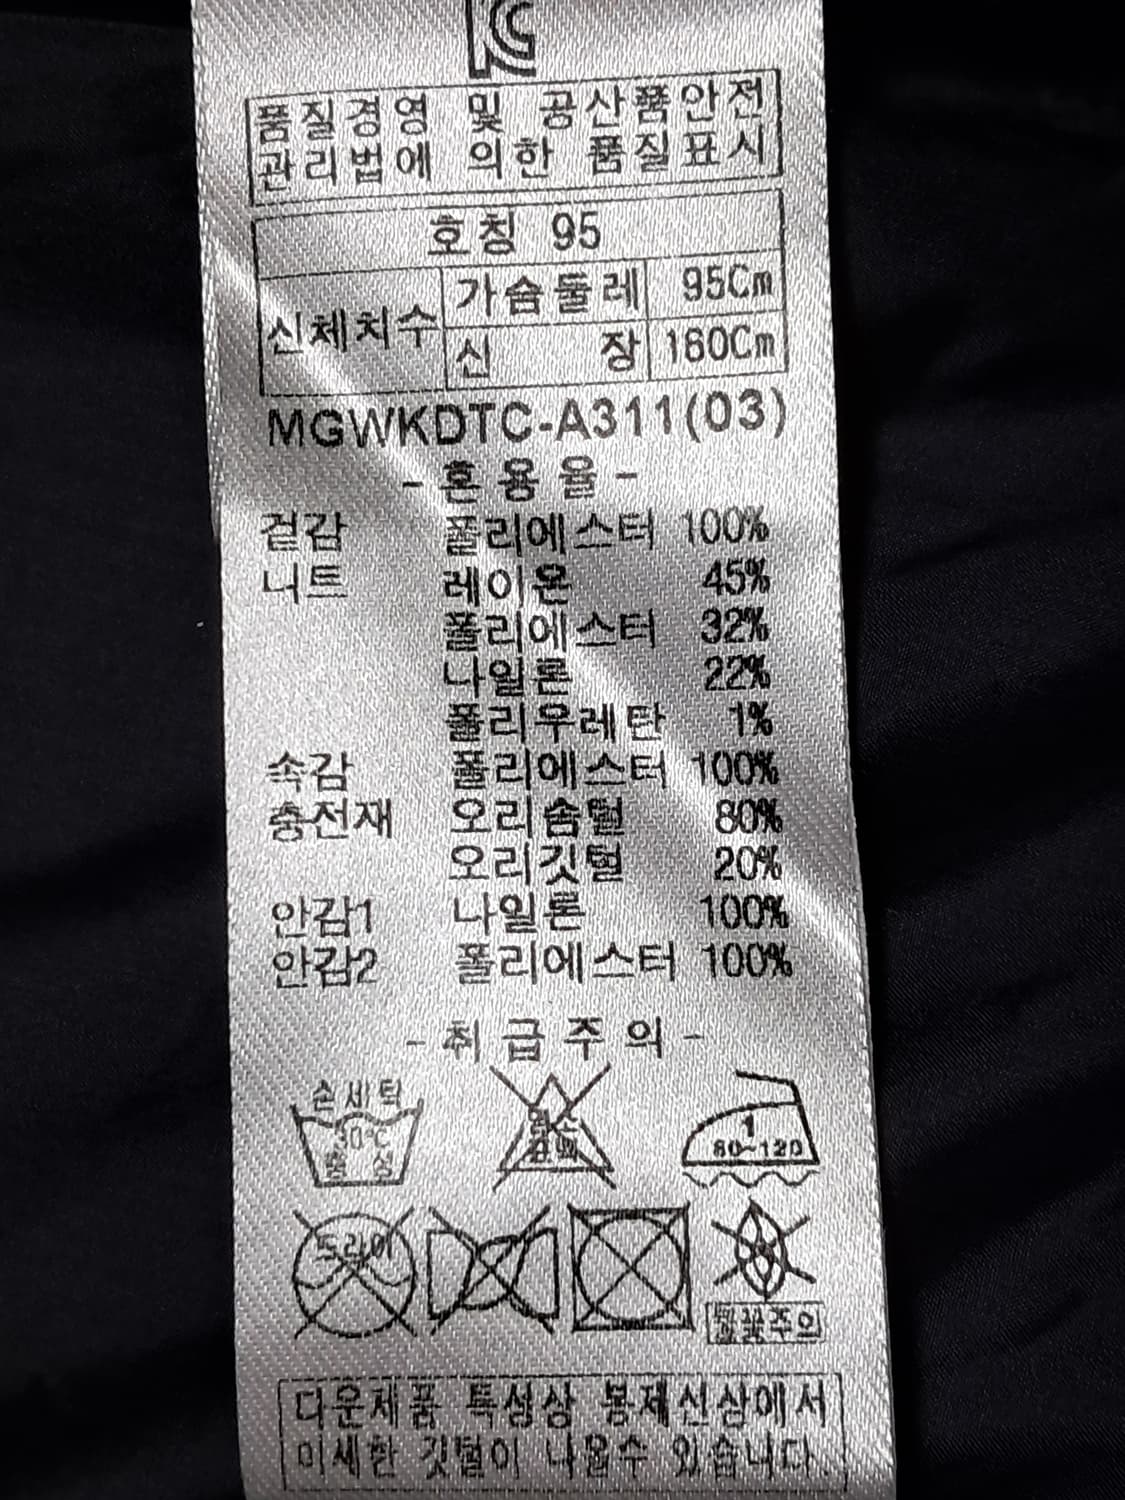 품질경영 및 공산품안전
관리법에 의한 품질표시
호칭 95
신체치수 가슴둘레 95Cm
신 장 160Cm
MGWKDTC-A311(03)
- 혼 용 율 -
겉감 폴리에스터 100%
니트 레이온 45%
폴리에스터 32%
나일론 22%
폴리우레탄 1%
속감 폴리에스터 100%
충전재 오리솜털 80%
오리깃털 20%
안감1 나일론 100%
안감2 폴리에스터 100%
- 취 급 주 의 -
손세탁
30℃
중 성
염소
표백
1
80~120
드라이
불꽃주의
다운제품 특성상 봉제선상에서
미세한 깃털이 나올수 있습니다.